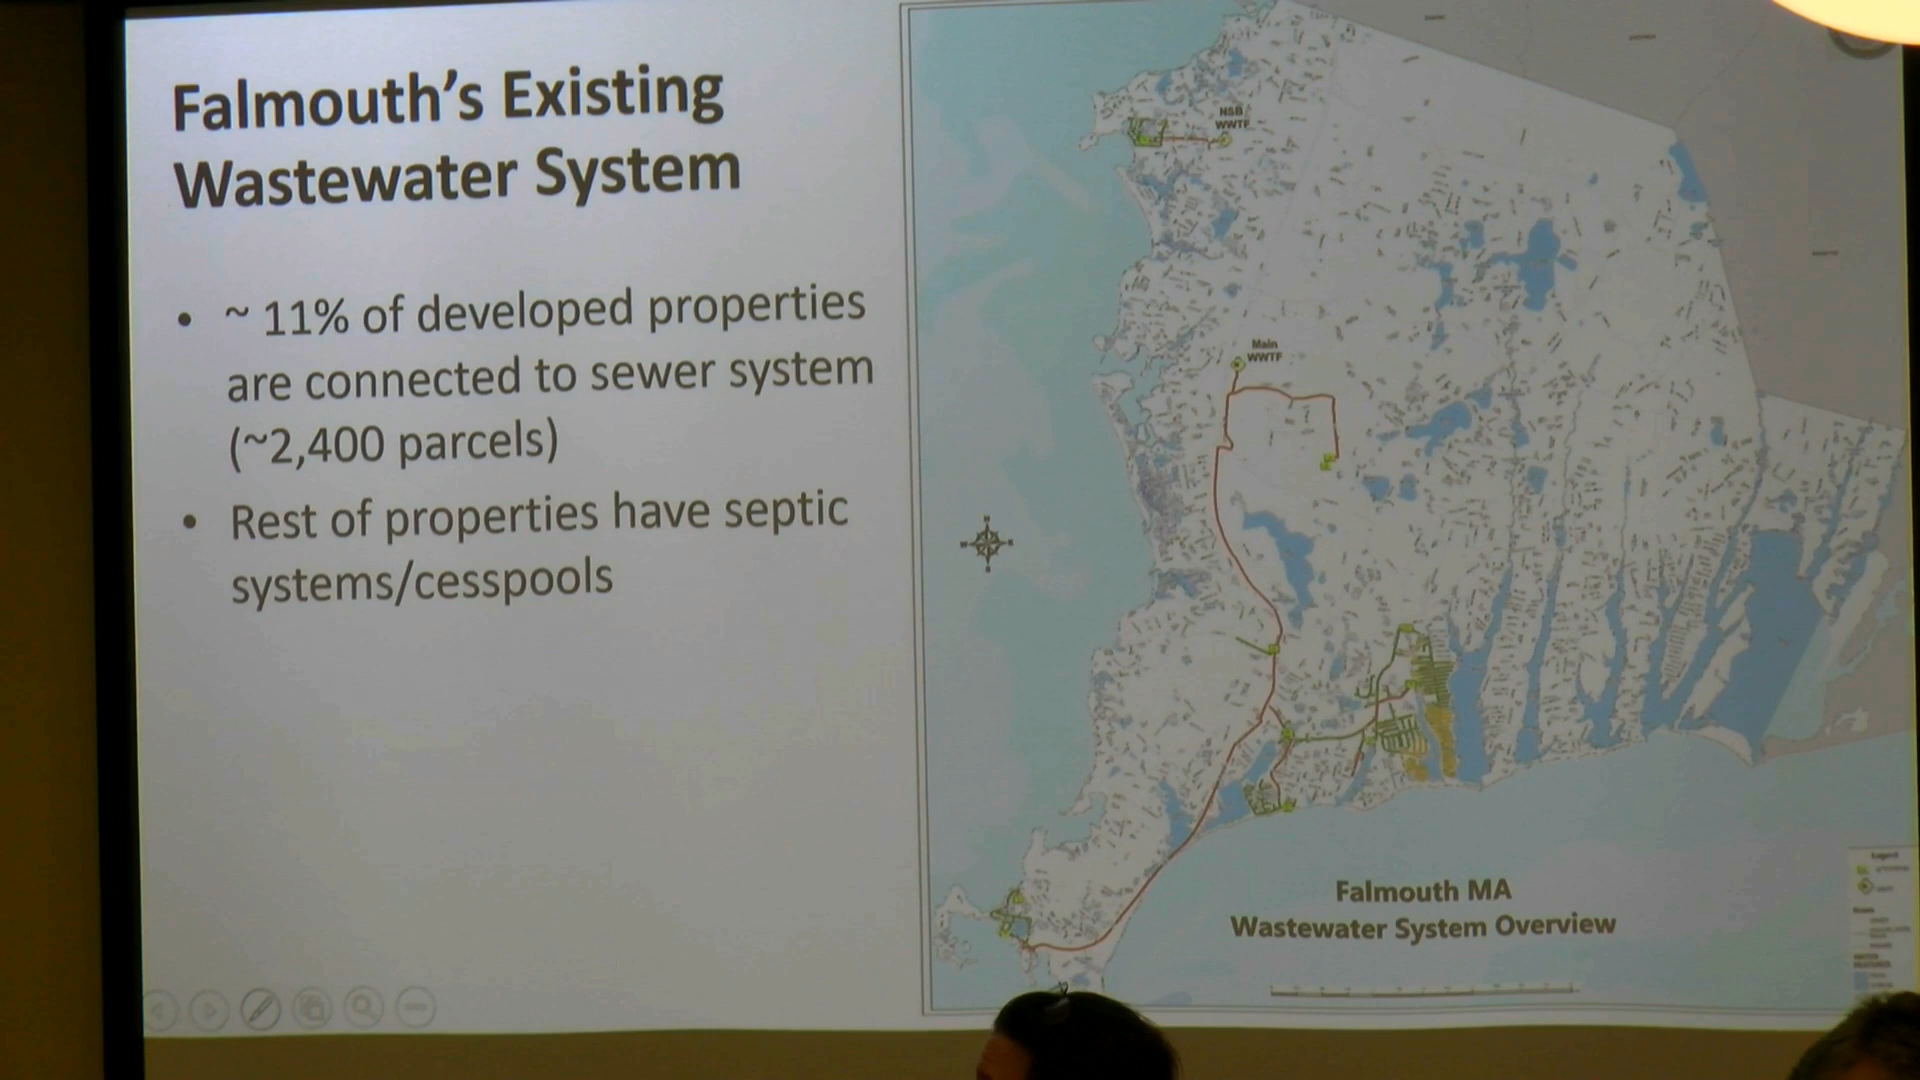 Falmouth's Existing
Wastewater System
• ~ 11% of developed properties
are connected to sewer system
(~2,400 parcels)
• Rest of properties have septic
systems/cesspools
NSB
WWTF
Main
WWTF
Falmouth MA
Wastewater System Overview
Legend